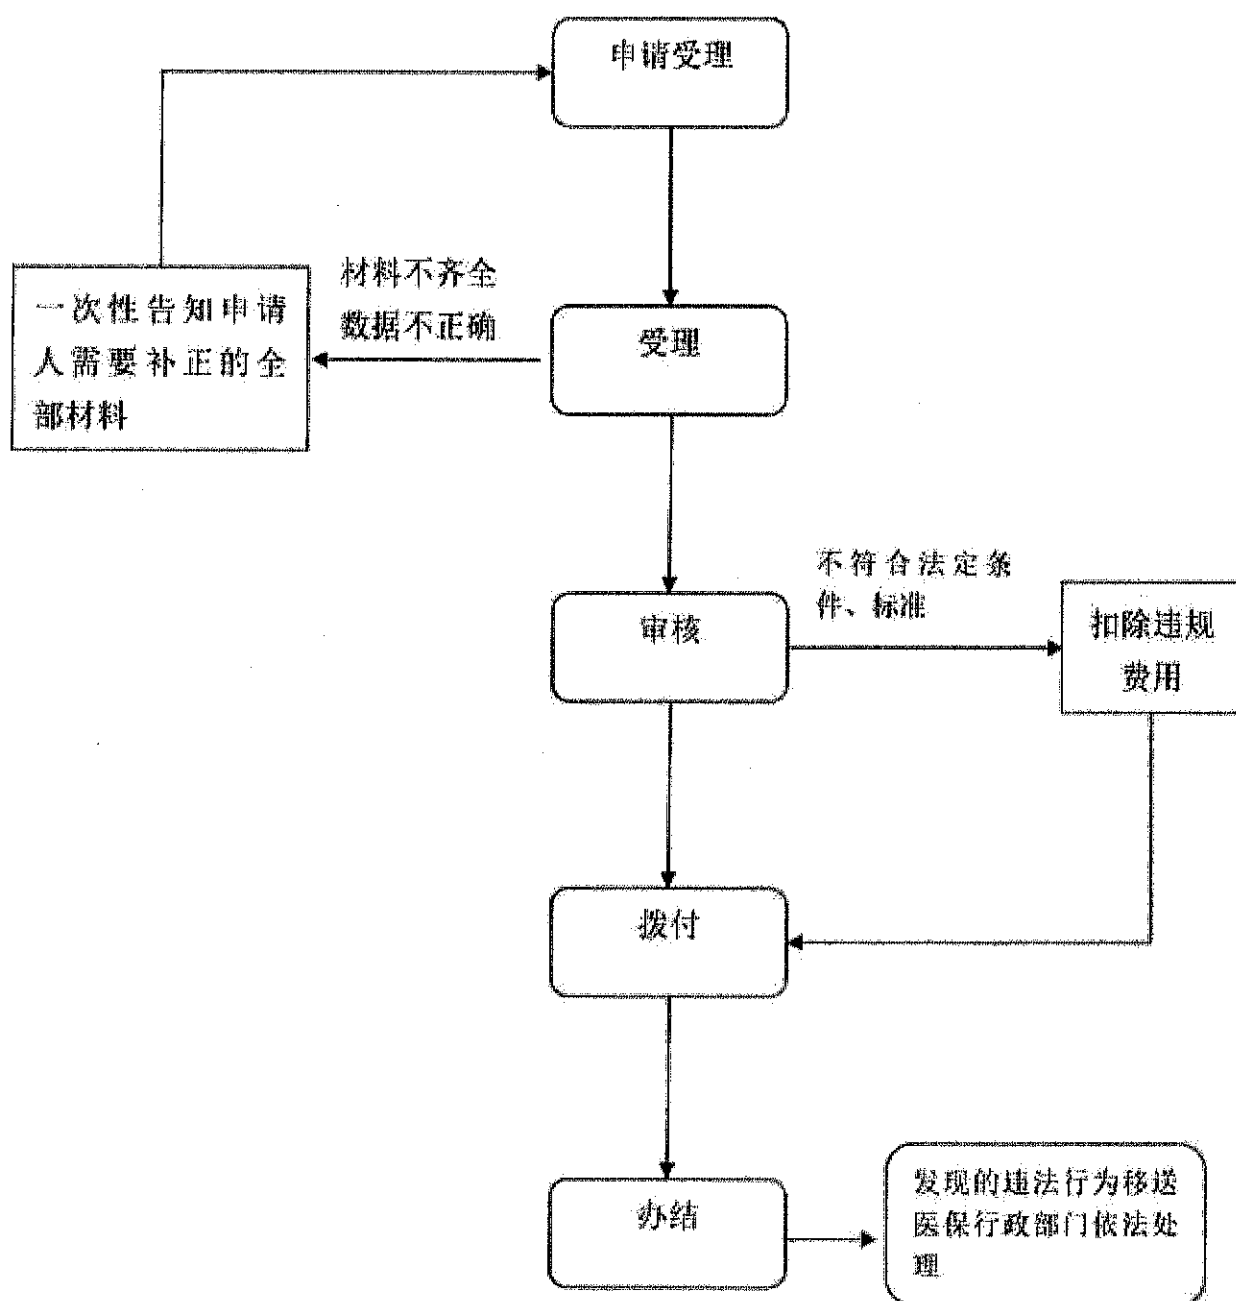 申请受理
材料不齐全
数据不正确
一次性告知申请
人需要补正的全
部材料
受理
不符合法定条
件、标准
审核
扣除违规
费用
拨付
办结
发现的违法行为移送
医保行政部门依法处
理